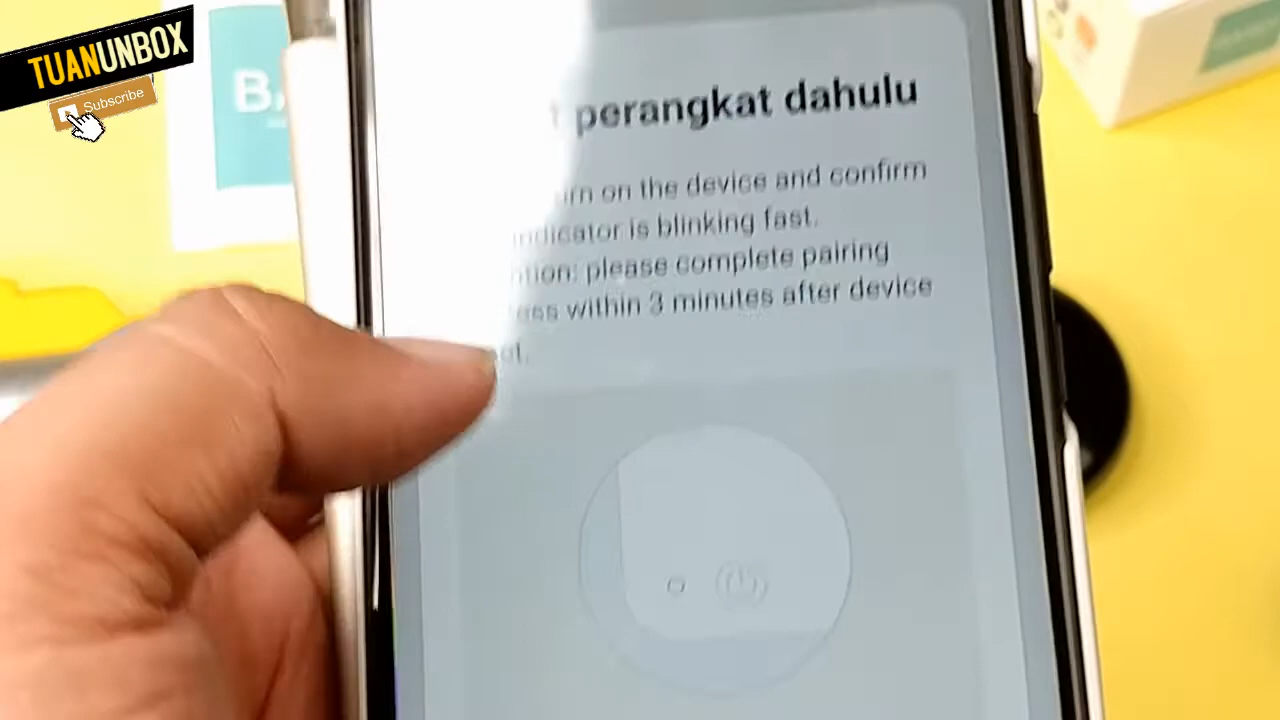 TUANUNBOX
Subscribe
perangkat dahulu
on the device and confirm
indicator is blinking fast.
please complete pairing
within 3 minutes after device